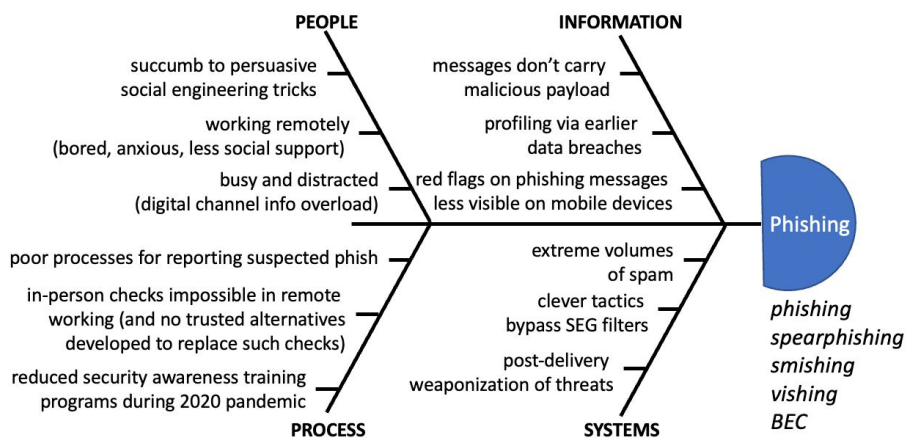 PEOPLE
succumb to persuasive
social engineering tricks
working remotely
(bored, anxious, less social support)
busy and distracted
(digital channel info overload)
INFORMATION
messages don’t carry
malicious payload
profiling via earlier
data breaches
red flags on phishing messages
less visible on mobile devices
poor processes for reporting suspected phish
in-person checks impossible in remote
working (and no trusted alternatives
developed to replace such checks)
reduced security awareness training
programs during 2020 pandemic
PROCESS
extreme volumes
of spam
clever tactics
bypass SEG filters
post-delivery
weaponization of threats
SYSTEMS
Phishing
phishing
spearphishing
smishing
vishing
BEC